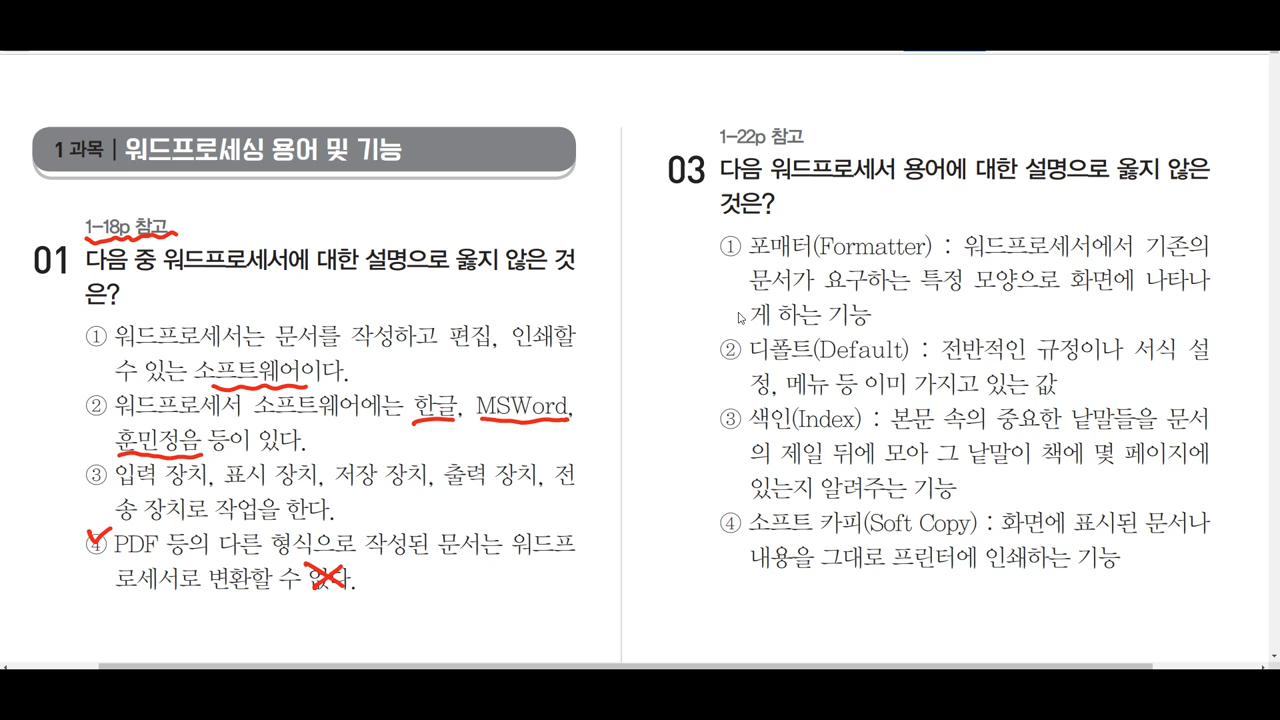 1 과목 | 워드프로세싱 용어 및 기능
1-18p 참고
01 다음 중 워드프로세서에 대한 설명으로 옳지 않은 것
은?
① 워드프로세서는 문서를 작성하고 편집, 인쇄할
수 있는 소프트웨어이다.
② 워드프로세서 소프트웨어에는 한글, MSWord,
훈민정음 등이 있다.
③ 입력 장치, 표시 장치, 저장 장치, 출력 장치, 전
송 장치로 작업을 한다.
④ PDF 등의 다른 형식으로 작성된 문서는 워드프
로세서로 변환할 수 없다.
1-22p 참고
03 다음 워드프로세서 용어에 대한 설명으로 옳지 않은
것은?
① 포매터(Formatter) : 워드프로세서에서 기존의
문서가 요구하는 특정 모양으로 화면에 나타나
게 하는 기능
② 디폴트(Default) : 전반적인 규정이나 서식 설
정, 메뉴 등 이미 가지고 있는 값
③ 색인(Index) : 본문 속의 중요한 낱말들을 문서
의 제일 뒤에 모아 그 낱말이 책에 몇 페이지에
있는지 알려주는 기능
④ 소프트 카피(Soft Copy) : 화면에 표시된 문서나
내용을 그대로 프린터에 인쇄하는 기능